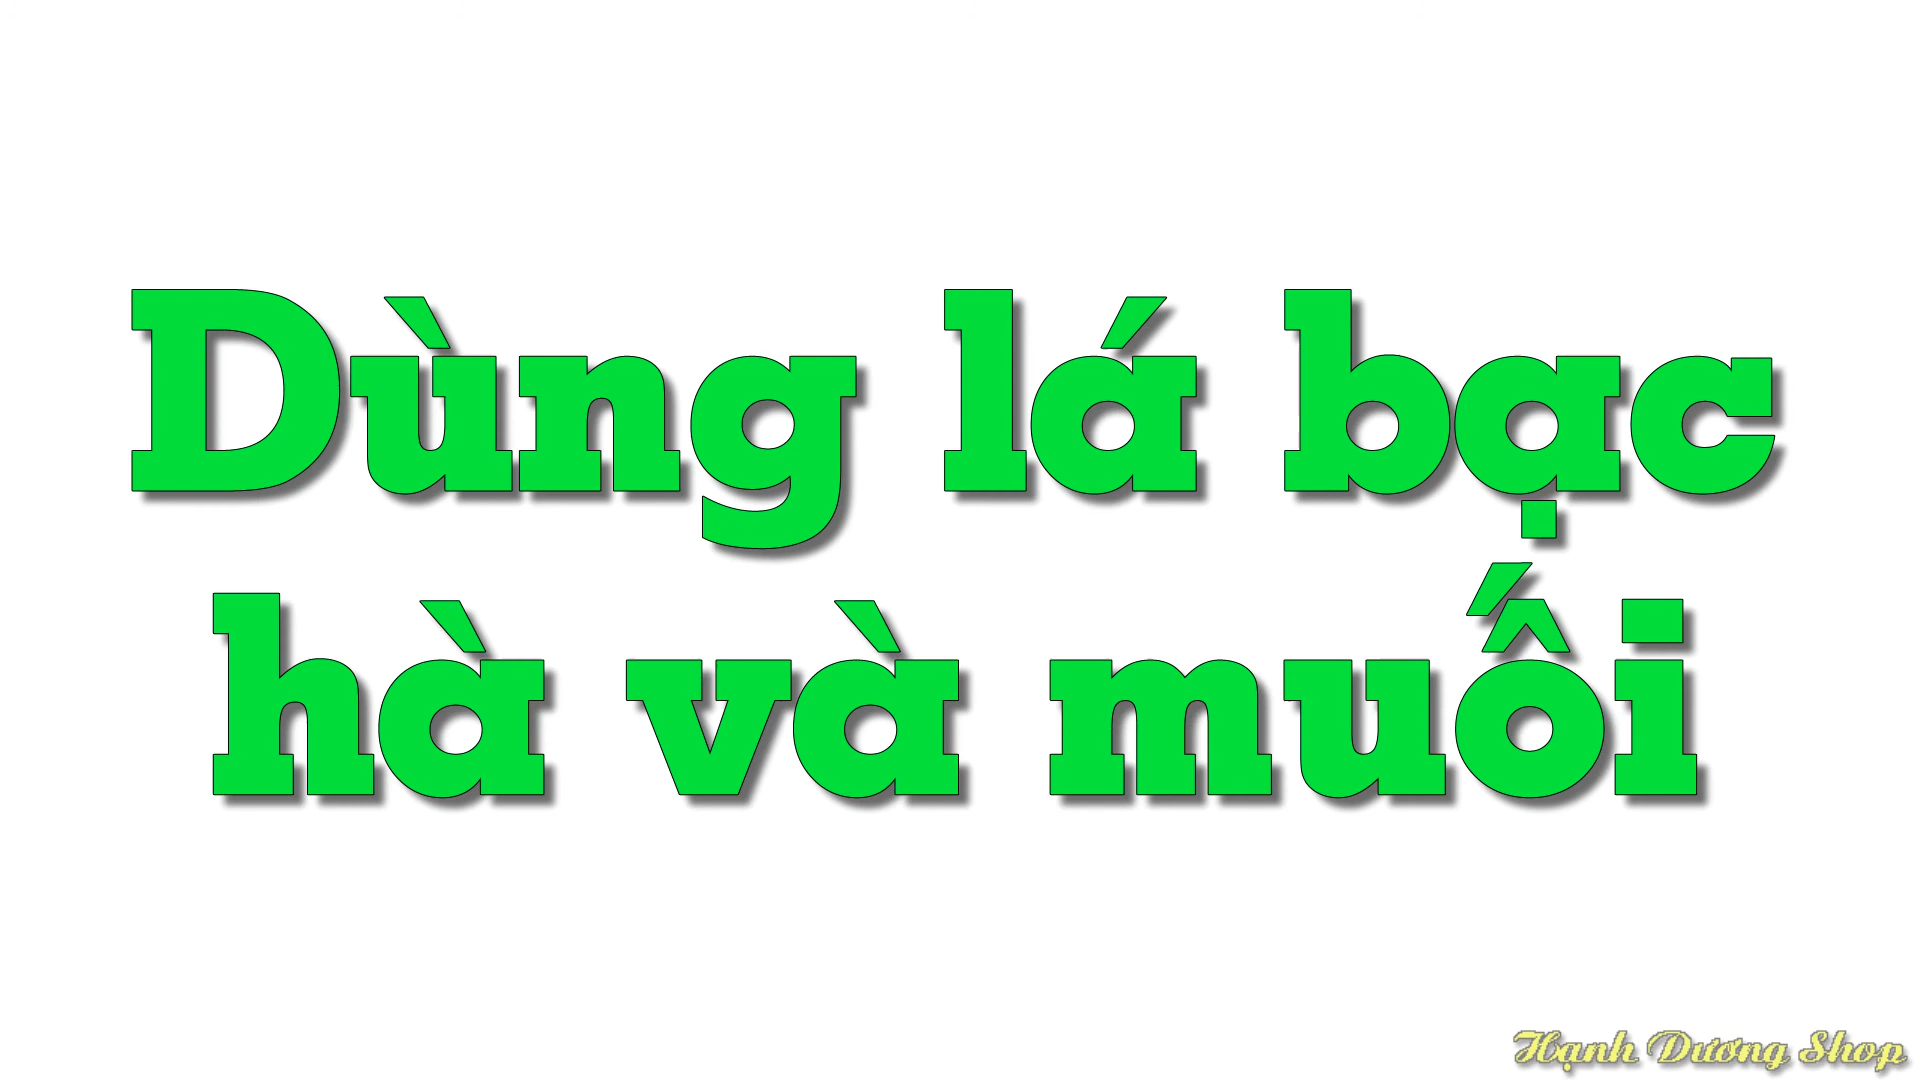 Dùng lá bạc
hà và muối
Hạnh Dương Shop